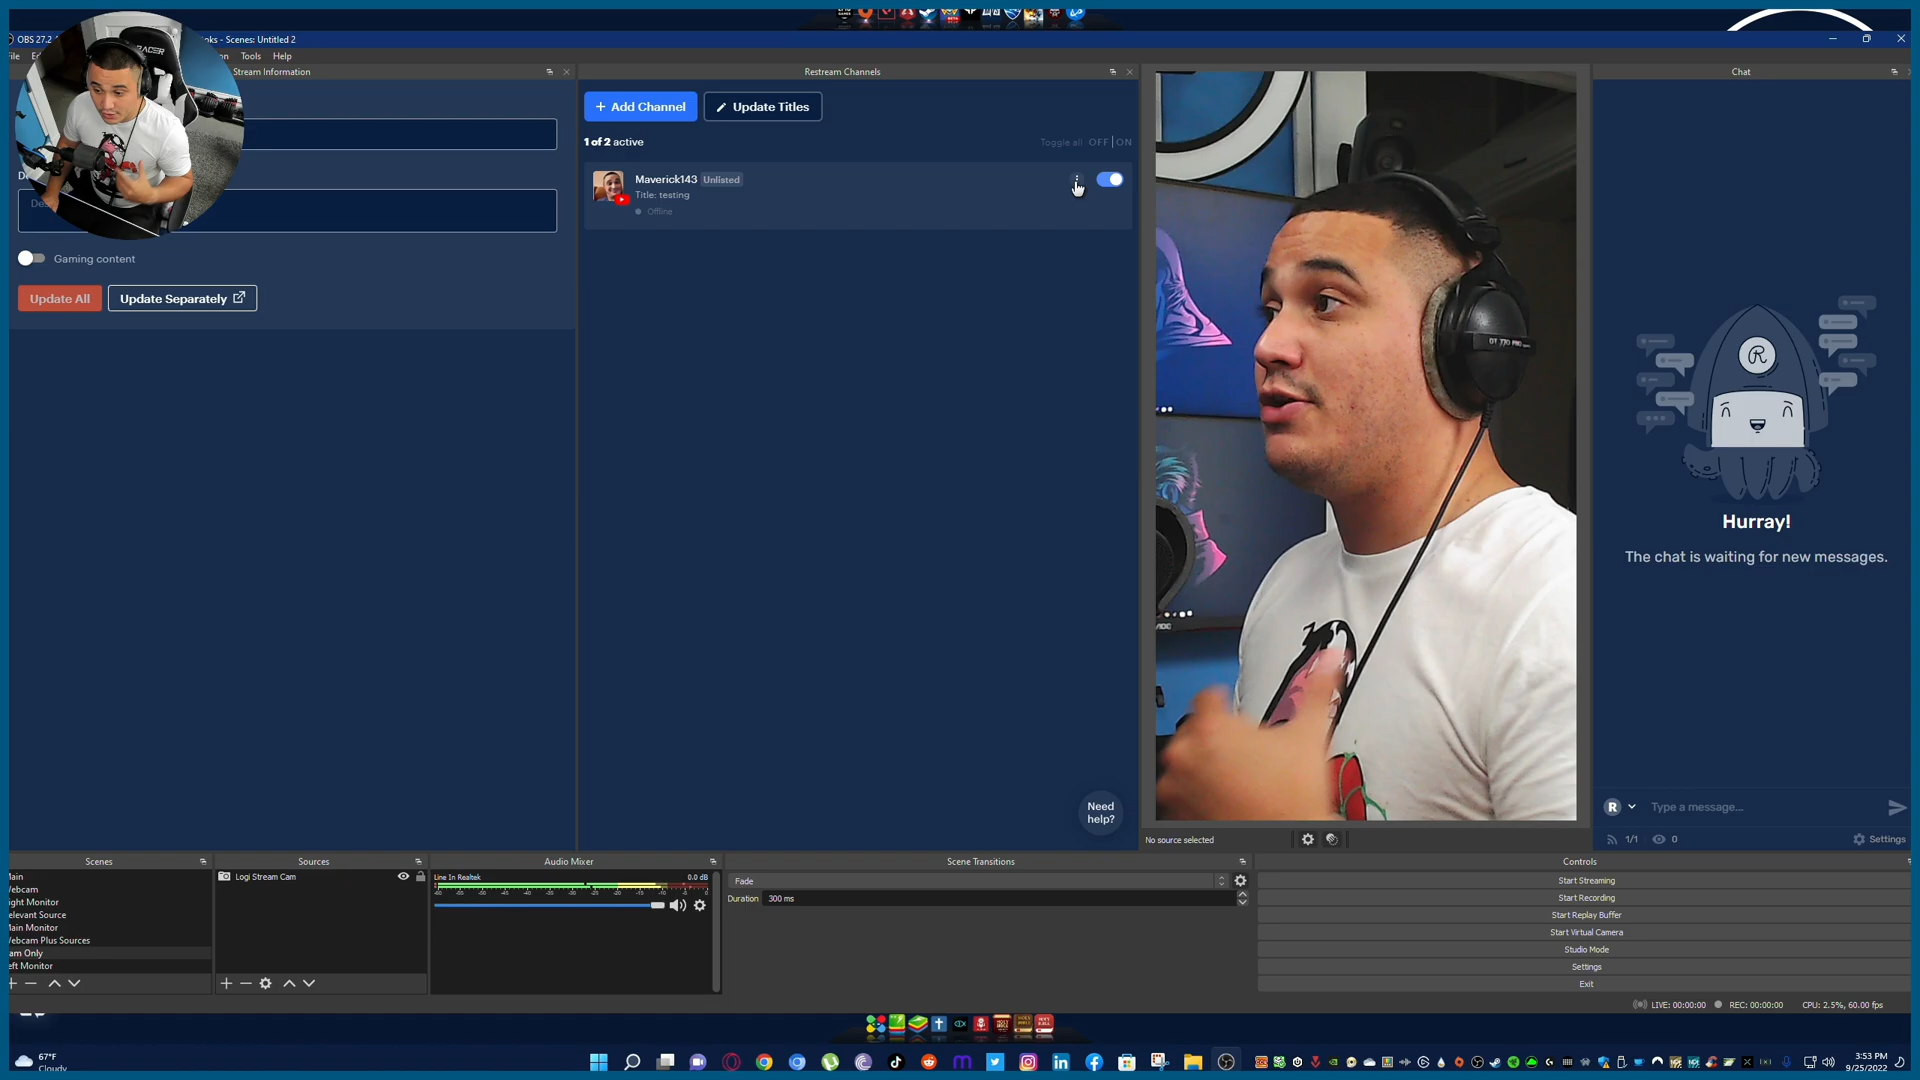 OBS 27.2
nks - Scenes: Untitled 2
Tools Help
Stream Information
Restream Channels
Chat
+ Add Channel
Update Titles
1 of 2 active
Toggle all OFF | ON
Maverick143 Unlisted
Title: testing
Offline
Gaming content
Update All
Update Separately
RACER
DT 770 PRO
R
Hurray!
The chat is waiting for new messages.
Need
help?
R Type a message...
1/1 0 Settings
No source selected
Scenes
Sources
Audio Mixer
Scene Transitions
Controls
ain
ebcam
ight Monitor
elevant Source
ain Monitor
ebcam Plus Sources
am Only
eft Monitor
Logi Stream Cam
Line In Realtek 0.0 dB
Fade
Duration 300 ms
Start Streaming
Start Recording
Start Replay Buffer
Start Virtual Camera
Studio Mode
Settings
Exit
LIVE: 00:00:00 REC: 00:00:00 CPU: 2.5%, 60.00 fps
67°F
Cloudy
3:53 PM
9/25/2022